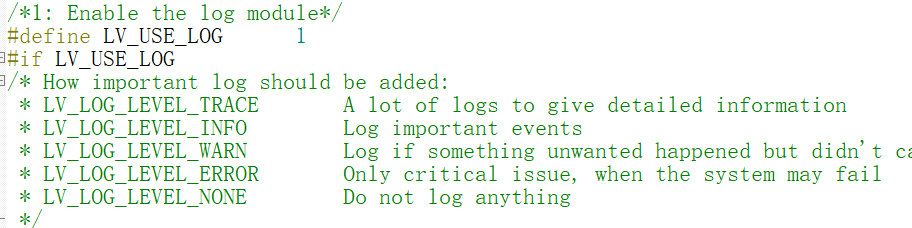 /*1: Enable the log module*/
#define LV_USE_LOG 1
#if LV_USE_LOG
/* How important log should be added:
* LV_LOG_LEVEL_TRACE A lot of logs to give detailed information
* LV_LOG_LEVEL_INFO Log important events
* LV_LOG_LEVEL_WARN Log if something unwanted happened but didn't
* LV_LOG_LEVEL_ERROR Only critical issue, when the system may fail
* LV_LOG_LEVEL_NONE Do not log anything
*/